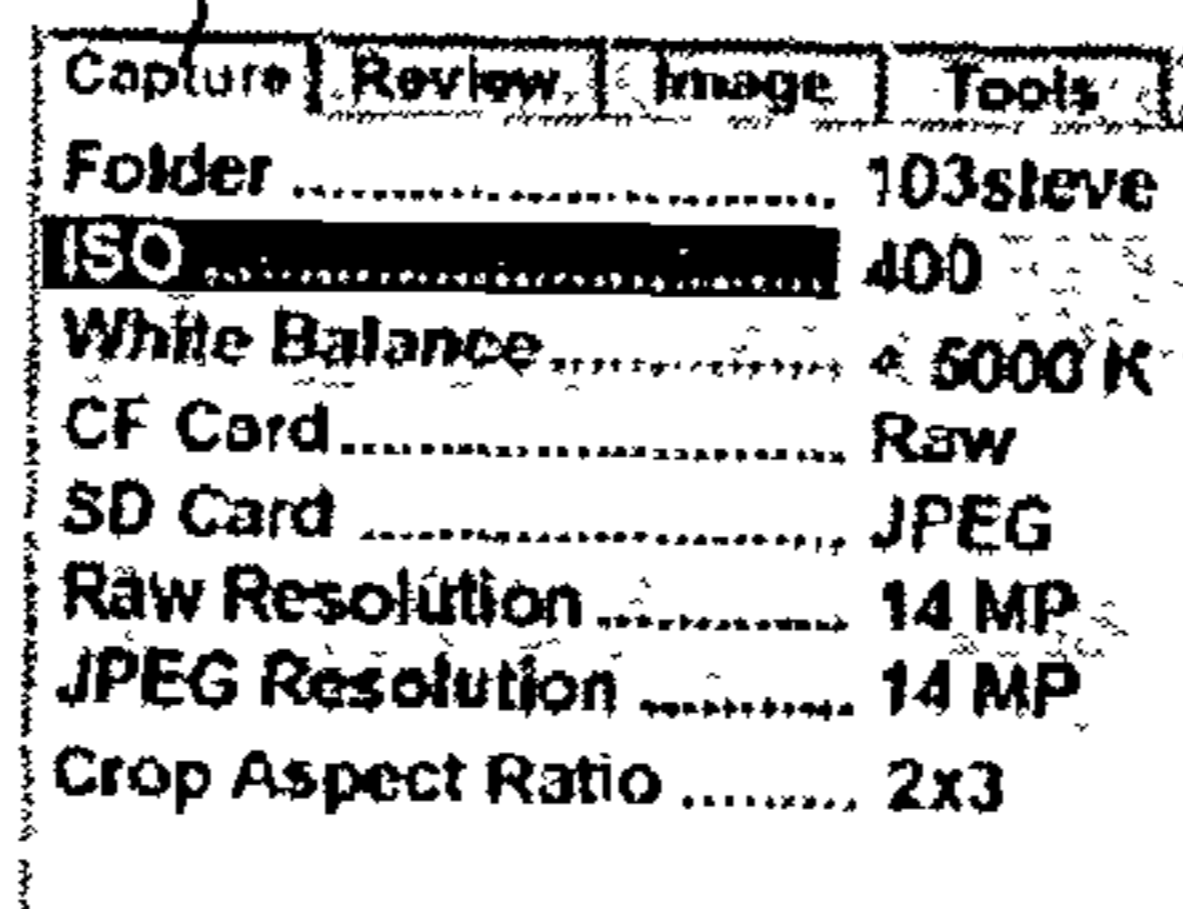 Capture Review Image Tools
Folder ........................ 103steve
ISO ........................ 400
White Balance .................. < 5000 K
CF Card ........................ Raw
SD Card ........................ JPEG
Raw Resolution ............ 14 MP
JPEG Resolution .......... 14 MP
Crop Aspect Ratio ......... 2x3